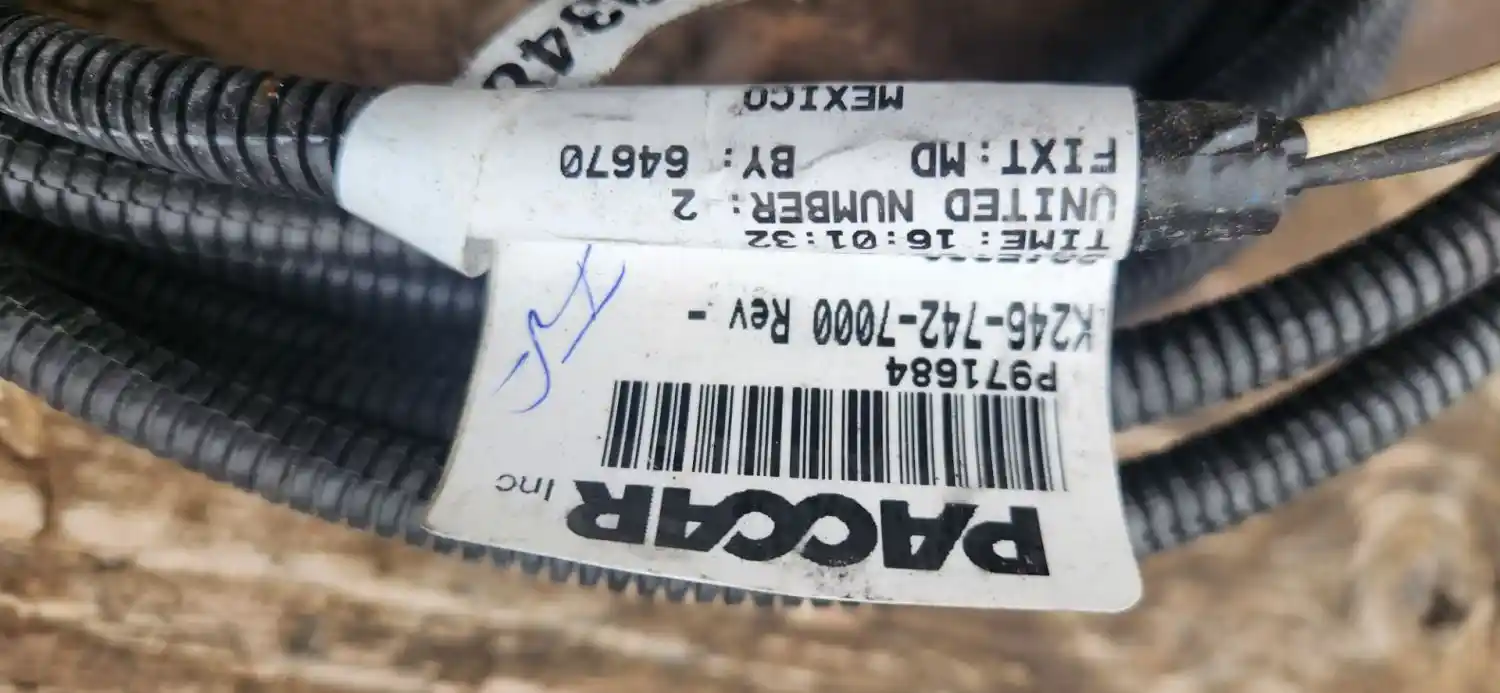 PACCAR Inc
P971684
K246-742-7000 Rev -
TIME: 16:01:32
UNITED NUMBER: 2
FIXT: MD BY: 64670
MEXICO